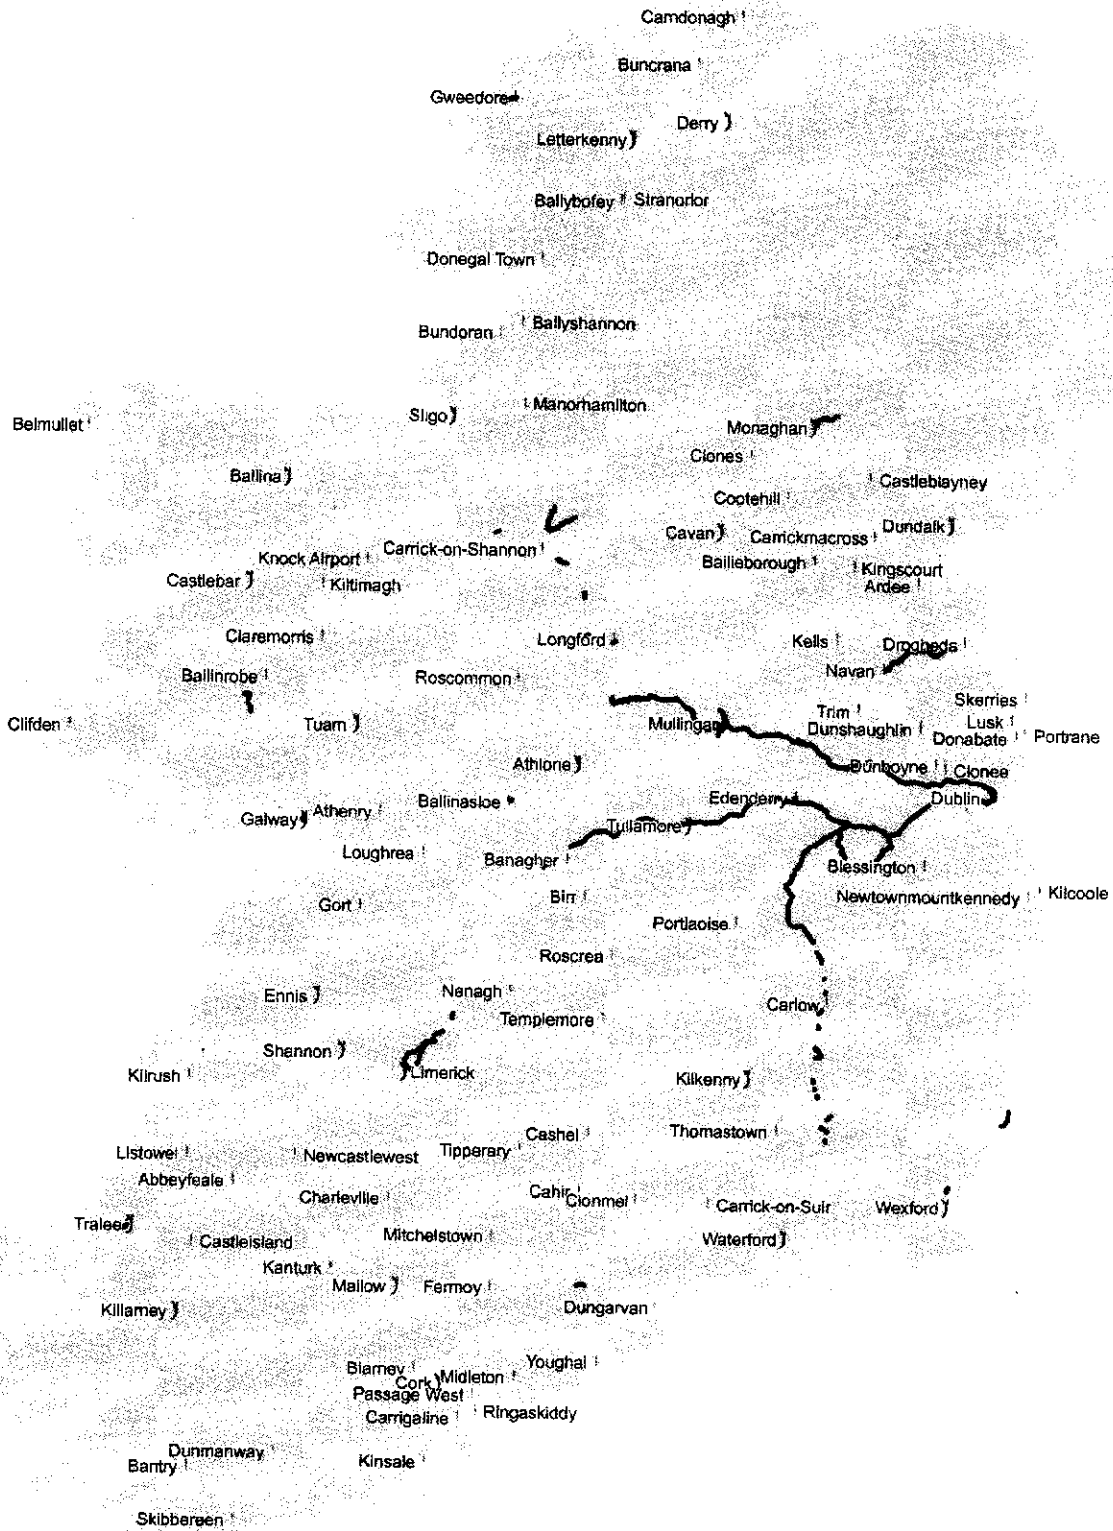 Carndonagh
Buncrana
Gweedore
Derry
Letterkenny
Ballybofey Stranorlor
Donegal Town
Ballyshannon
Bundoran
Manorhamilton
Sligo
Belmullet
Monaghan
Clones
Ballina
Castleblayney
Cootehill
Dundalk
Cavan
Carrickmacross
Carrick-on-Shannon
Knock Airport
Bailieborough
Kingscourt
Castlebar
Kiltimagh
Ardee
Claremorris
Longford
Kells
Drogheda
Navan
Ballinrobe
Roscommon
Skerries
Clifden
Tuam
Mullingar
Trim
Lusk
Dunshaughlin
Donabate
Portrane
Athlone
Dunboyne
Clonee
Ballinasloe
Edenderry
Dublin
Galway
Athenry
Tullamore
Loughrea
Banagher
Blessington
Gort
Birr
Newtownmountkennedy
Kilcoole
Portlaoise
Roscrea
Ennis
Nenagh
Carlow
Templemore
Shannon
Limerick
Kilrush
Kilkenny
Cashel
Thomastown
Listowel
Newcastlewest
Tipperary
Abbeyfeale
Charleville
Cahir
Clonmel
Carrick-on-Suir
Wexford
Tralee
Castleisland
Mitchelstown
Waterford
Kanturk
Mallow
Fermoy
Killarney
Dungarvan
Blarney
Youghal
Cork
Midleton
Passage West
Carrigaline
Ringaskiddy
Dunmanway
Bantry
Kinsale
Skibbereen